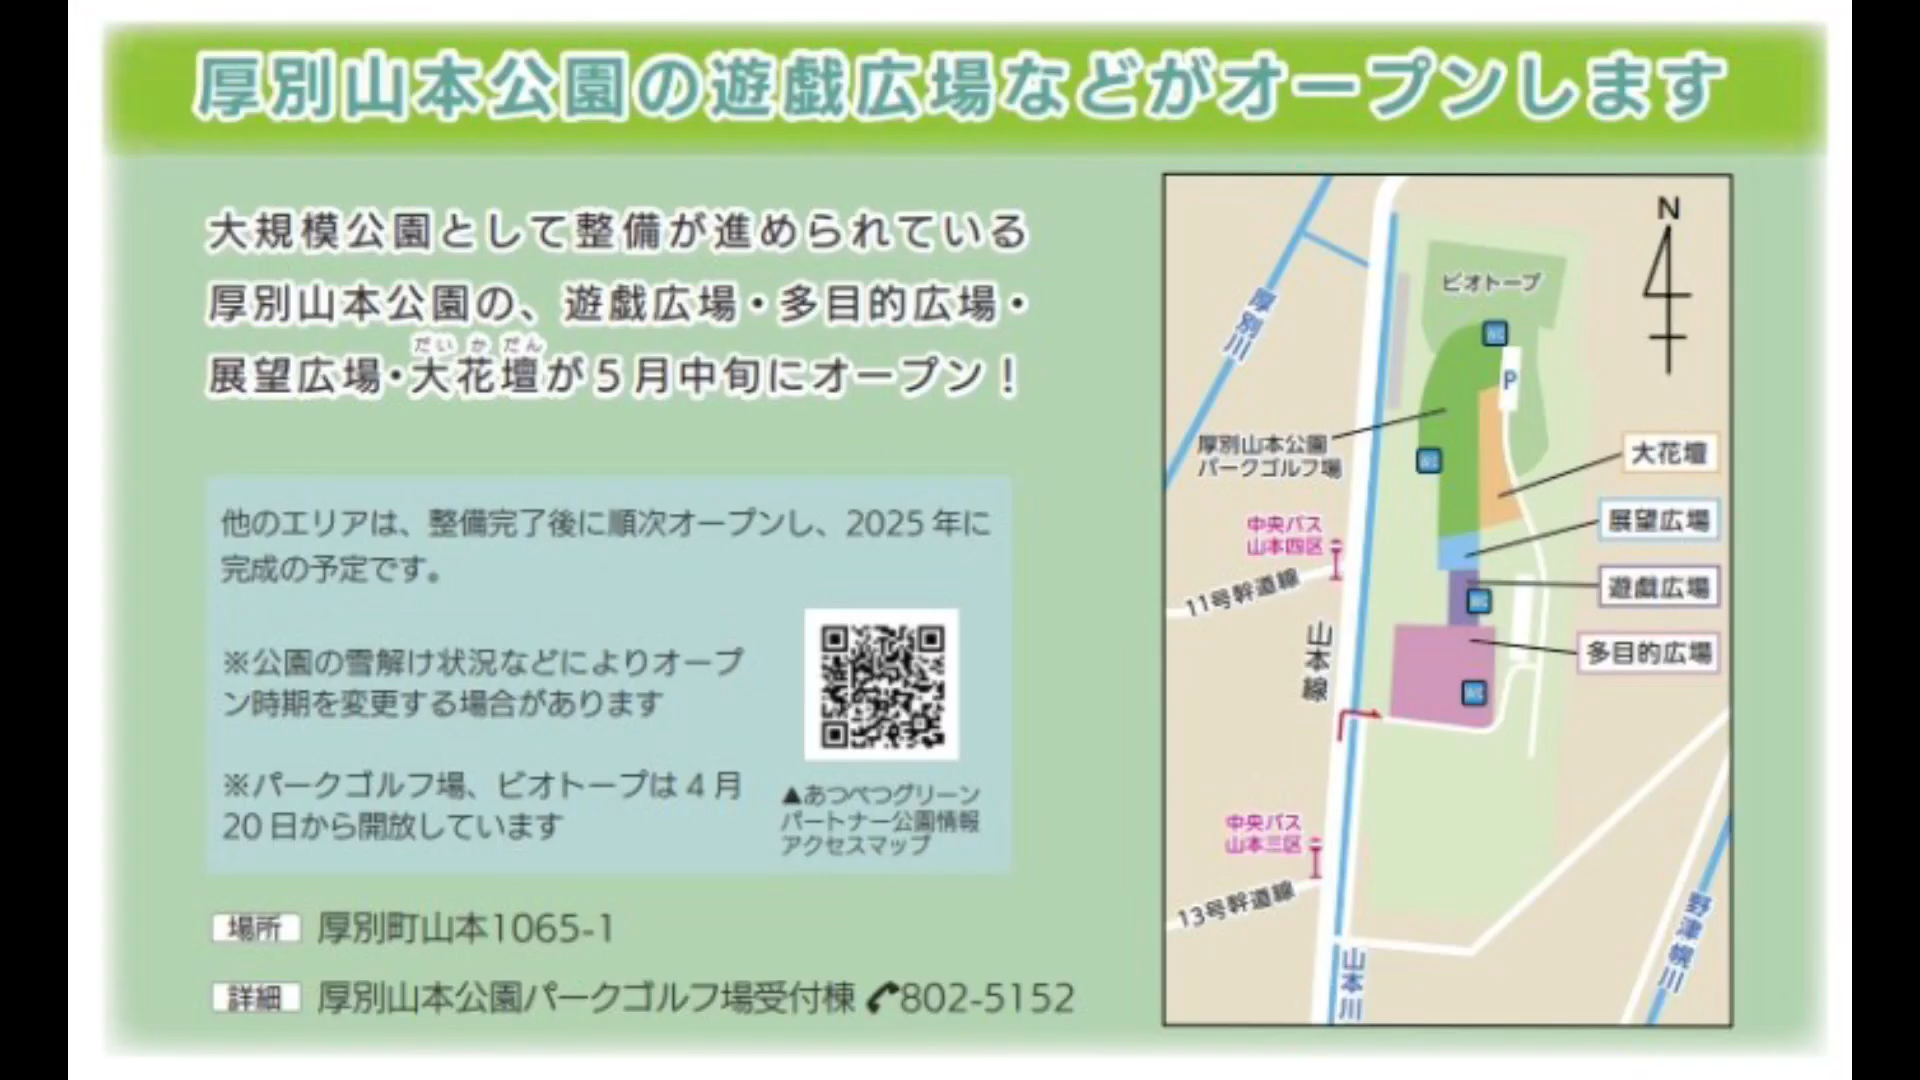 厚別山本公園の遊戯広場などがオープンします
大規模公園として整備が進められている
厚別山本公園の、遊戯広場・多目的広場・
だい か だん
展望広場・大花壇が5月中旬にオープン！
他のエリアは、整備完了後に順次オープンし、2025年に
完成の予定です。
※公園の雪解け状況などによりオープ
ン時期を変更する場合があります
※パークゴルフ場、ビオトープは4月
20日から開放しています
▲あつべつグリーン
パートナー公園情報
アクセスマップ
場所 厚別町山本1065-1
詳細 厚別山本公園パークゴルフ場受付棟 802-5152
N
ビオトープ
厚別川
P
厚別山本公園
パークゴルフ場
大花壇
中央バス
山本四区
展望広場
11号幹道線
遊戯広場
山本線
多目的広場
中央バス
山本三区
13号幹道線
野津幌川
山本川